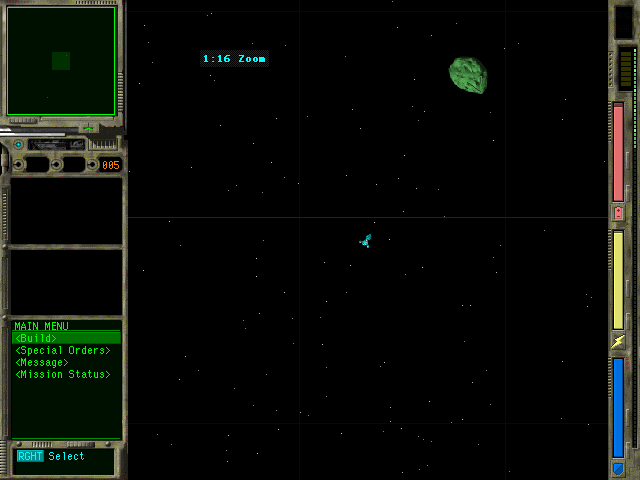 1:16 Zoom
005
MAIN MENU
<Build>
<Special Orders>
<Message>
<Mission Status>
RGHT Select